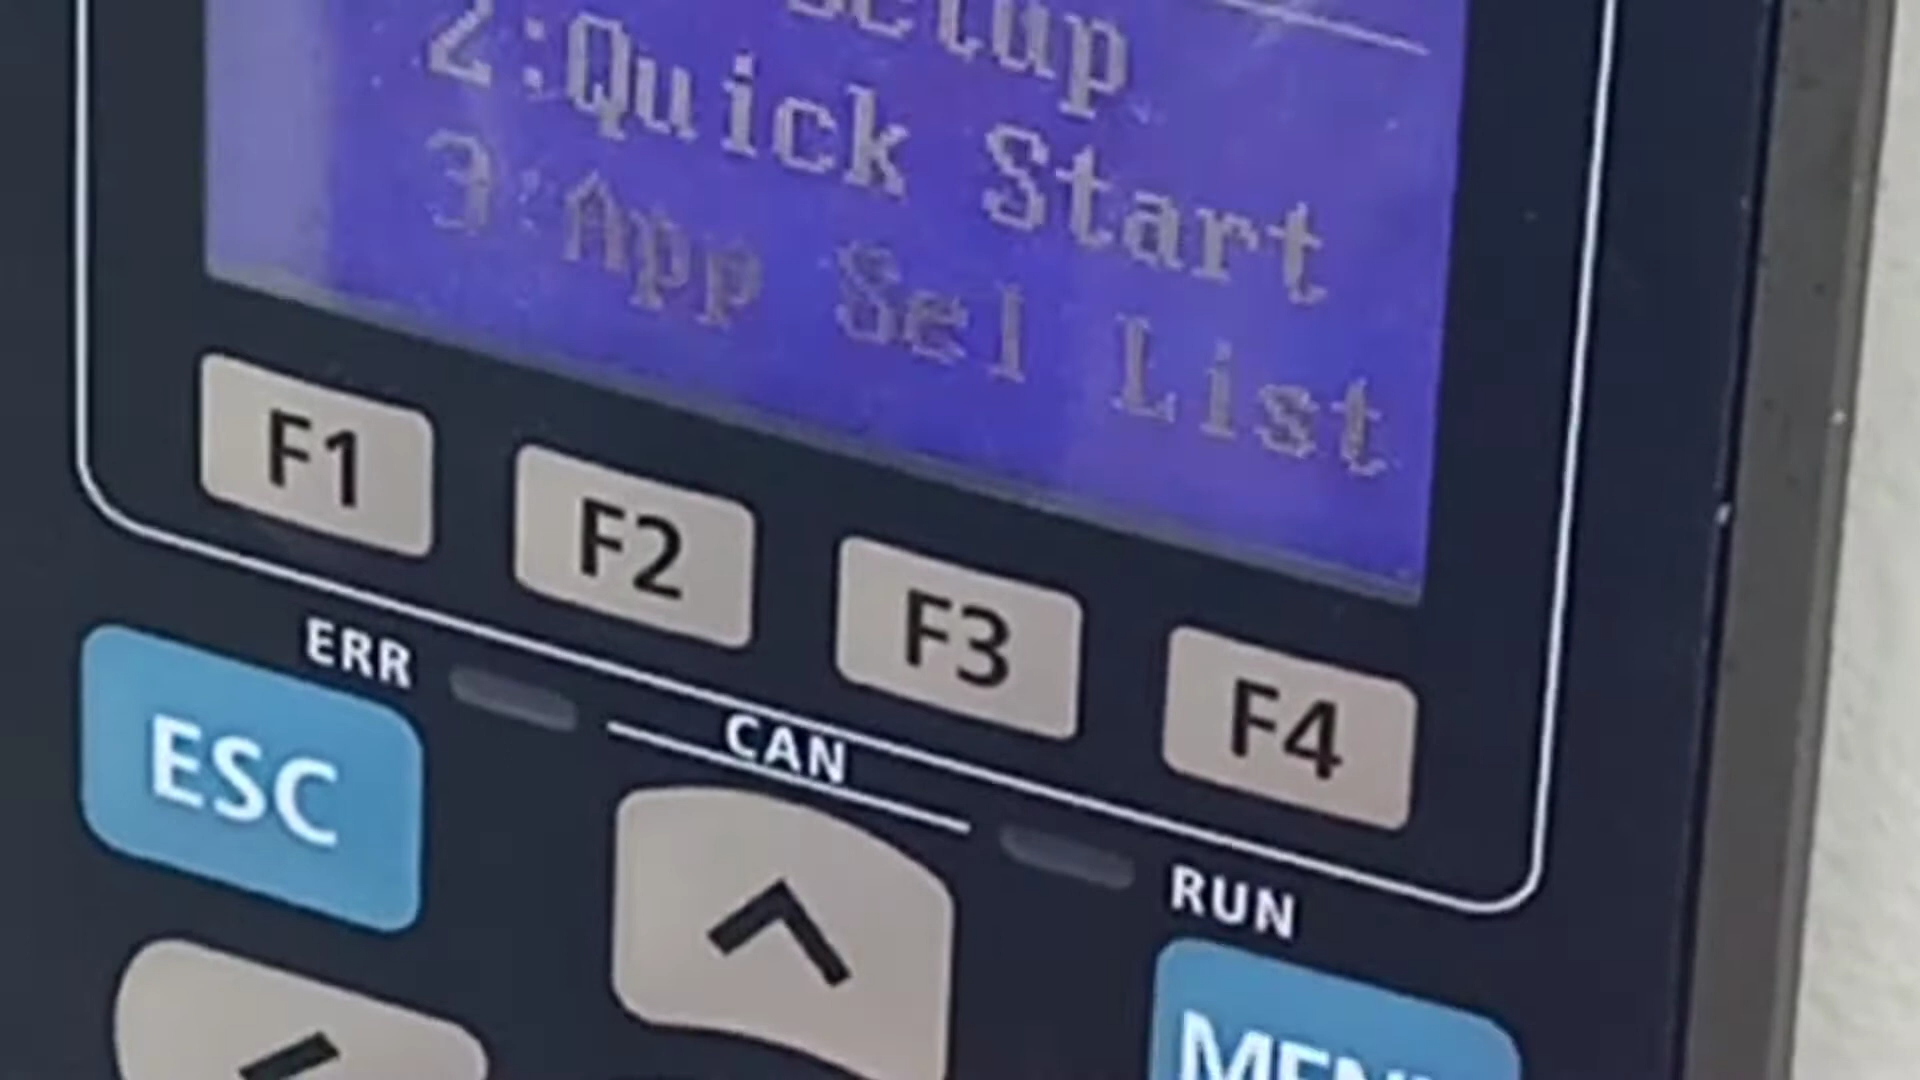 Setup
2:Quick Start
3:App Sel List
F1 F2 F3 F4
ERR
CAN
RUN
ESC
MENU